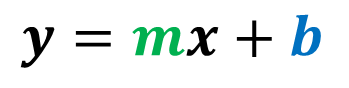 y = mx + b